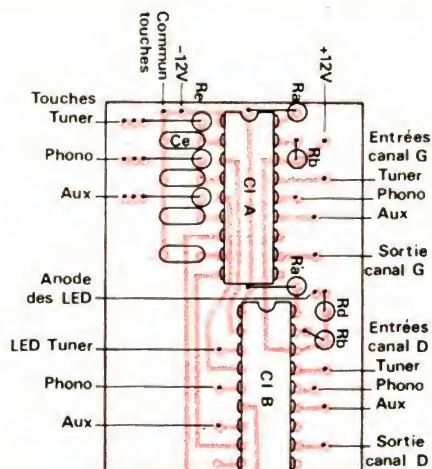 Commun
touches
-12V
Re
Ra
+12V
Touches
Tuner
Phono
Aux
Ce
CI A
Rb
Entrées
canal G
Tuner
Phono
Aux
Sortie
canal G
Anode
des LED
Ra
Rd
Rb
LED Tuner
Phono
Aux
CI B
Entrées
canal D
Tuner
Phono
Aux
Sortie
canal D